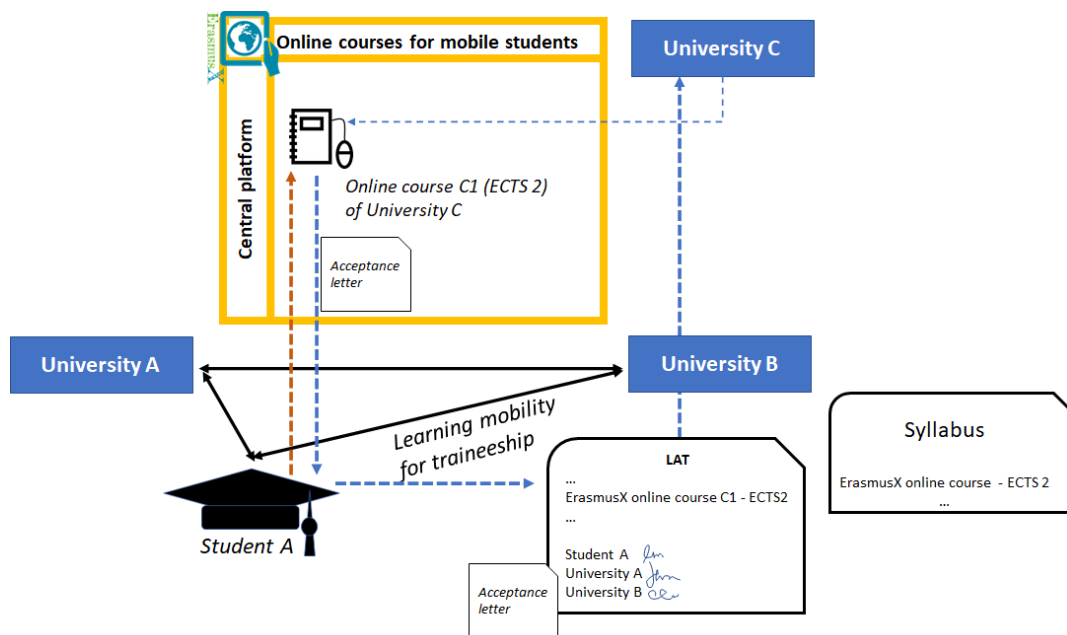 ErasmusX
Online courses for mobile students
University C
Central platform
Online course C1 (ECTS 2)
of University C
Acceptance
letter
University A
University B
Learning mobility
for traineeship
Student A
LAT
...
ErasmusX online course C1 - ECTS2
...
Student A
University A
University B
Acceptance
letter
Syllabus
ErasmusX online course - ECTS 2
...